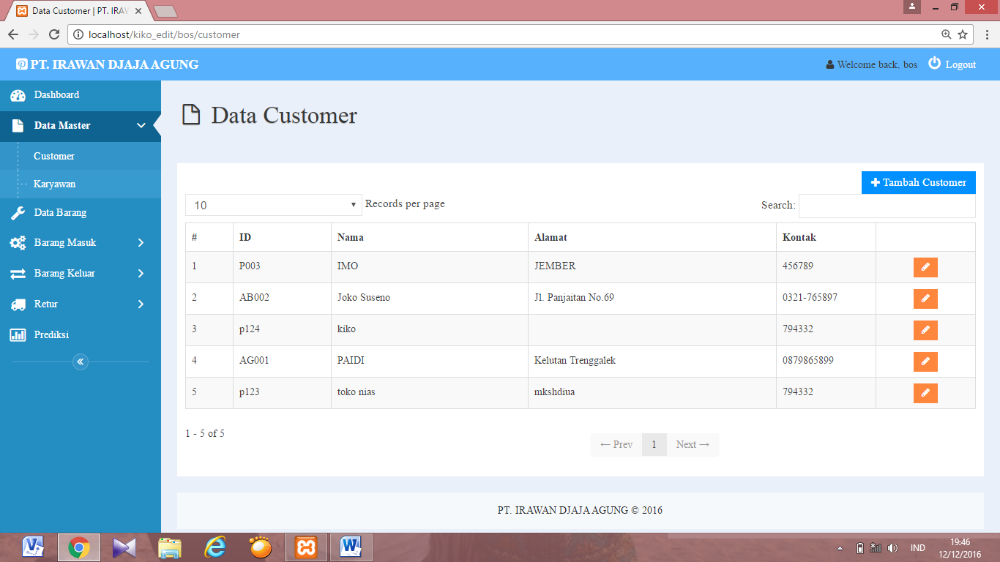 Data Customer | PT. IRAW
localhost/kiko_edit/bos/customer
PT. IRAWAN DJAJA AGUNG
Welcome back, bos
Logout
Dashboard
Data Master
Customer
Karyawan
Data Barang
Barang Masuk
Barang Keluar
Retur
Prediksi
Data Customer
Tambah Customer
10 Records per page
Search:
# ID Nama Alamat Kontak
1 P003 IMO JEMBER 456789
2 AB002 Joko Suseno Jl. Panjaitan No.69 0321-765897
3 p124 kiko 794332
4 AG001 PAIDI Kelutan Trenggalek 0879865899
5 p123 toko nias mkshdiua 794332
1 - 5 of 5
← Prev 1 Next →
PT. IRAWAN DJAJA AGUNG © 2016
IND
19:46
12/12/2016